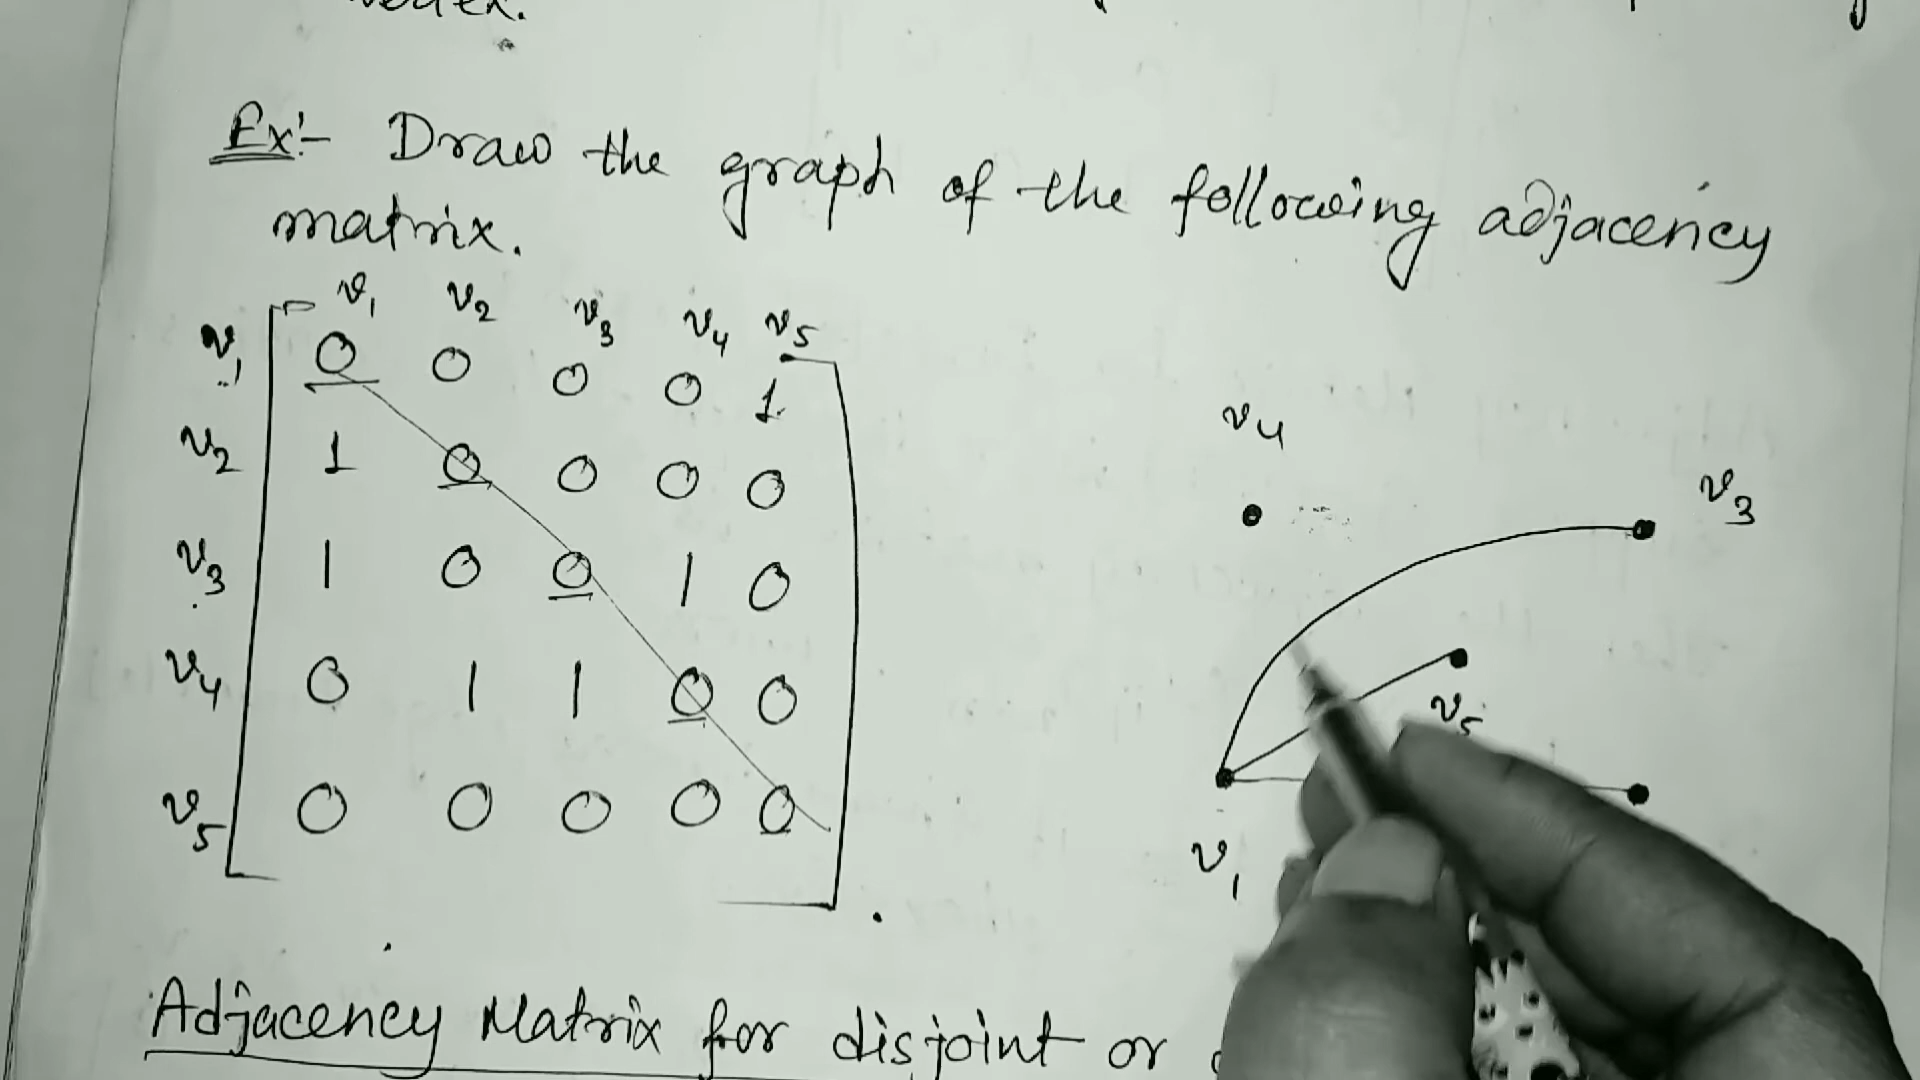 Ex:- Draw the graph of the following adjacency
matrix.
v1 v2 v3 v4 v5
v1 0 0 0 0 1
v2 1 0 0 0 0
v3 1 0 0 1 0
v4 0 1 1 0 0
v5 0 0 0 0 0
v4
v3
v5
v1
Adjacency Matrix for disjoint or